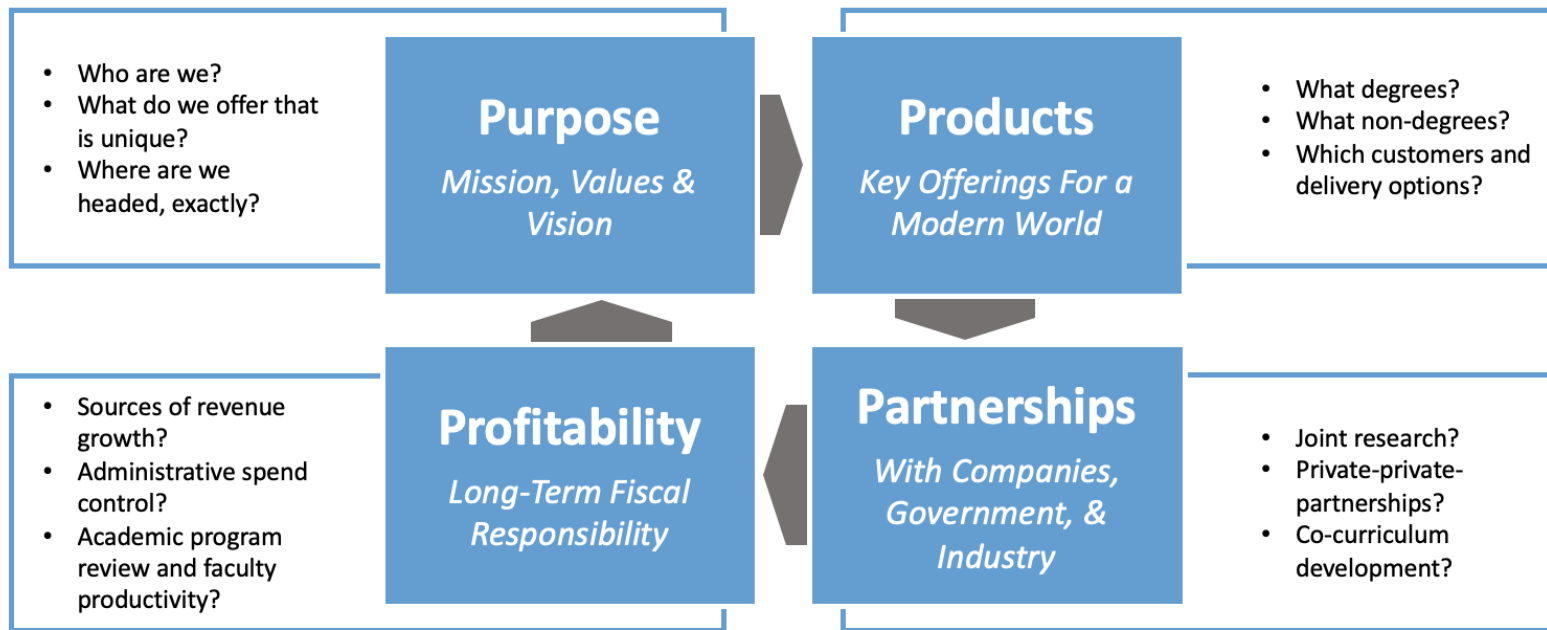 • Who are we?
• What do we offer that
is unique?
• Where are we
headed, exactly?
Purpose
Mission, Values &
Vision
Products
Key Offerings For a
Modern World
• What degrees?
• What non-degrees?
• Which customers and
delivery options?
• Sources of revenue
growth?
• Administrative spend
control?
• Academic program
review and faculty
productivity?
Profitability
Long-Term Fiscal
Responsibility
Partnerships
With Companies,
Government, &
Industry
• Joint research?
• Private-private-
partnerships?
• Co-curriculum
development?